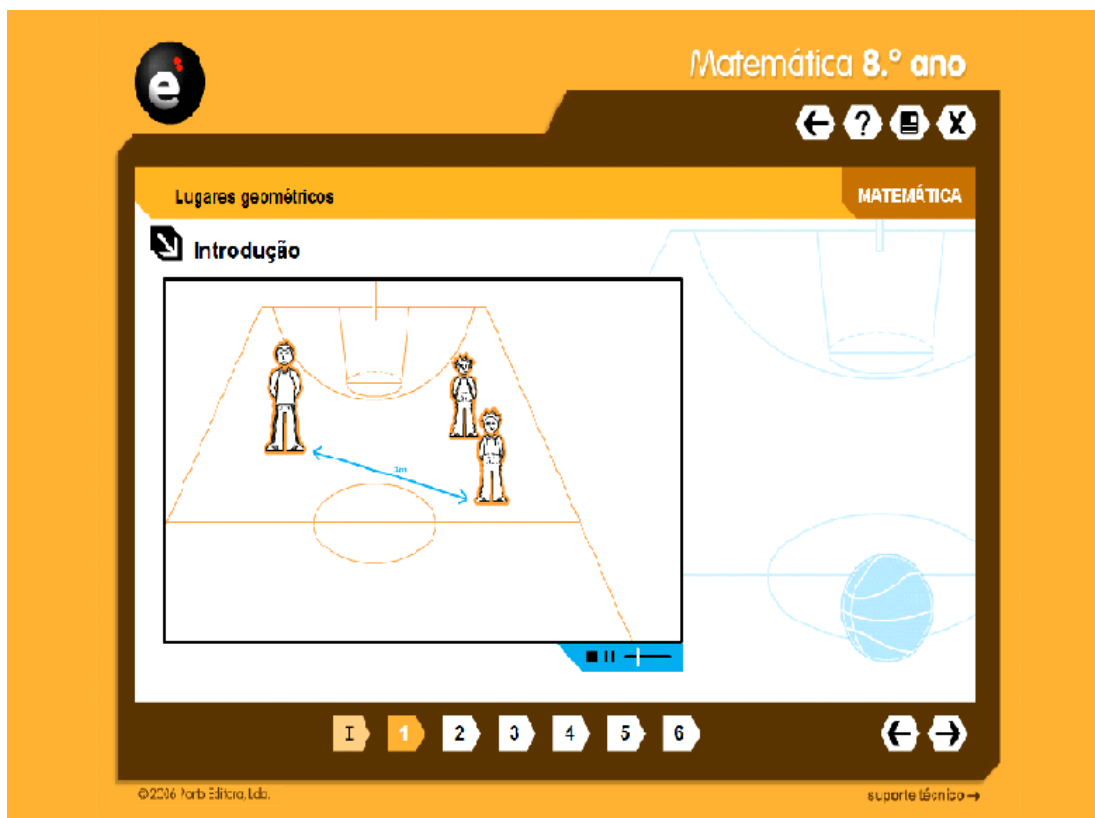 e
Matemática 8.º ano
?
X
Lugares geométricos
MATEMÁTICA
Introdução
I 1 2 3 4 5 6
© 2006 Porto Editora, Lda.
suporte técnico